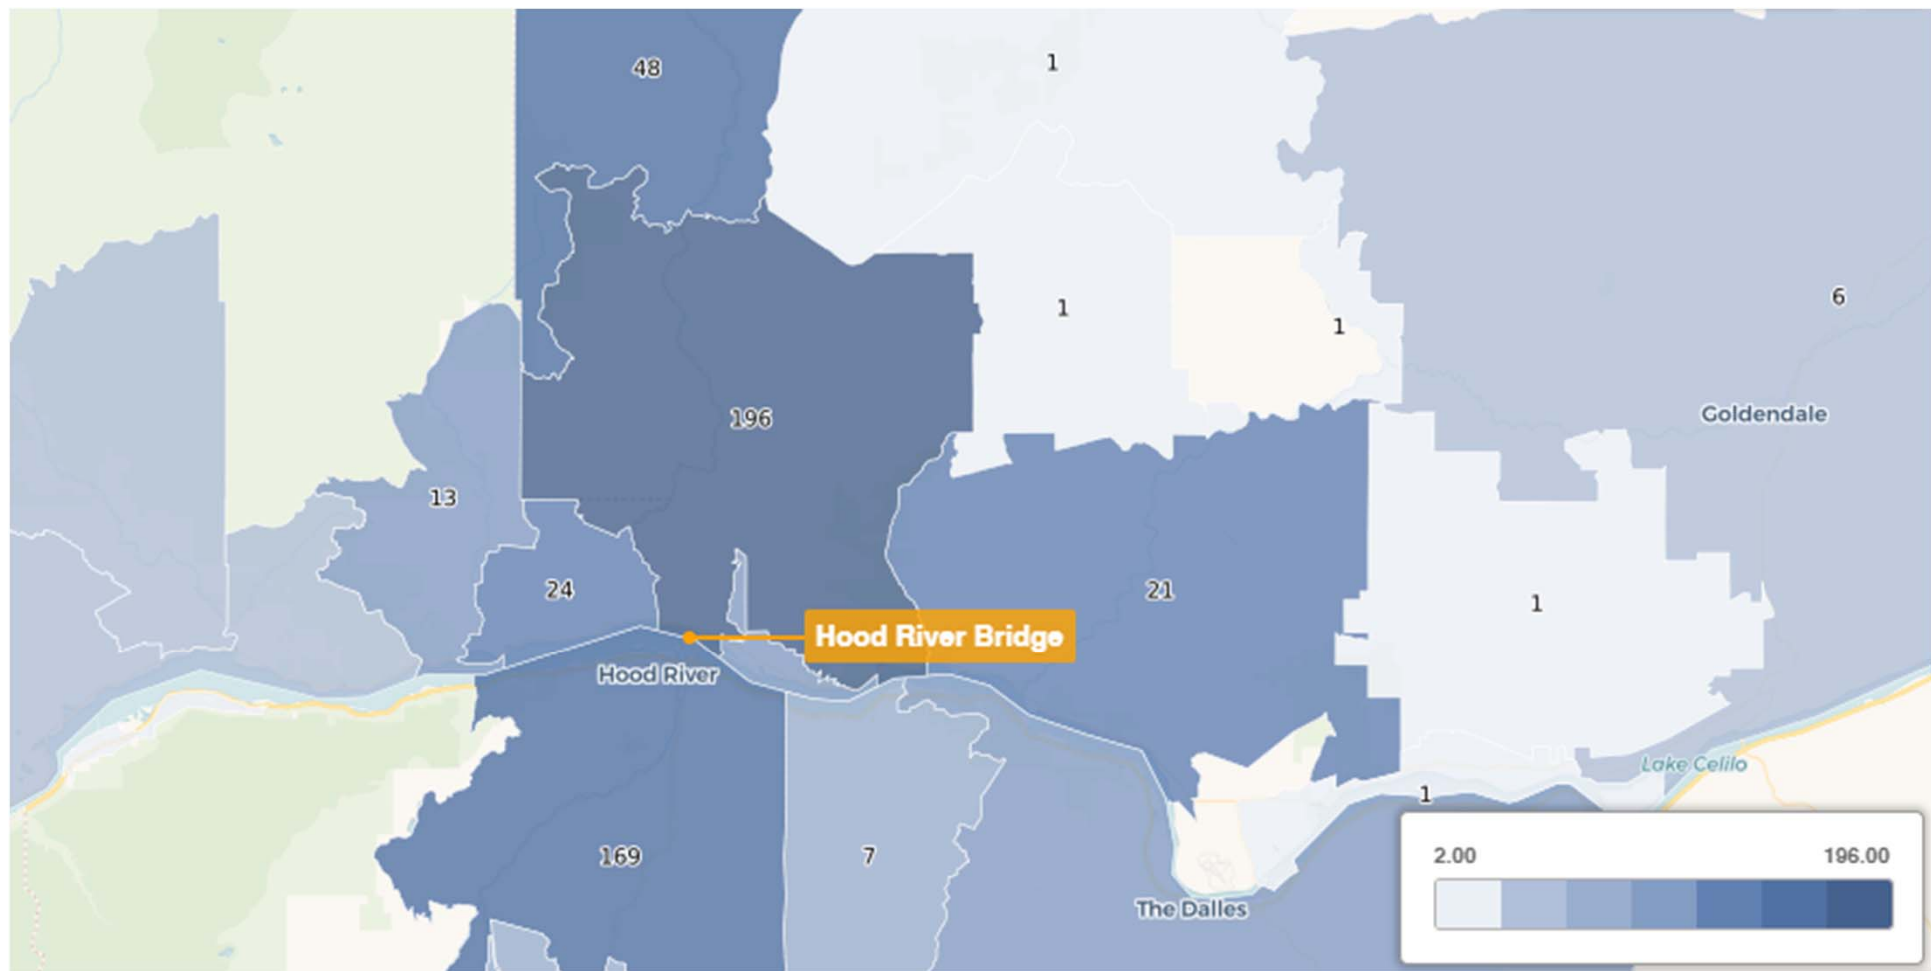 48
1
6
1
1
196
Goldendale
13
24
21
1
Hood River Bridge
Hood River
Lake Celilo
1
169
7
2.00 196.00
The Dalles